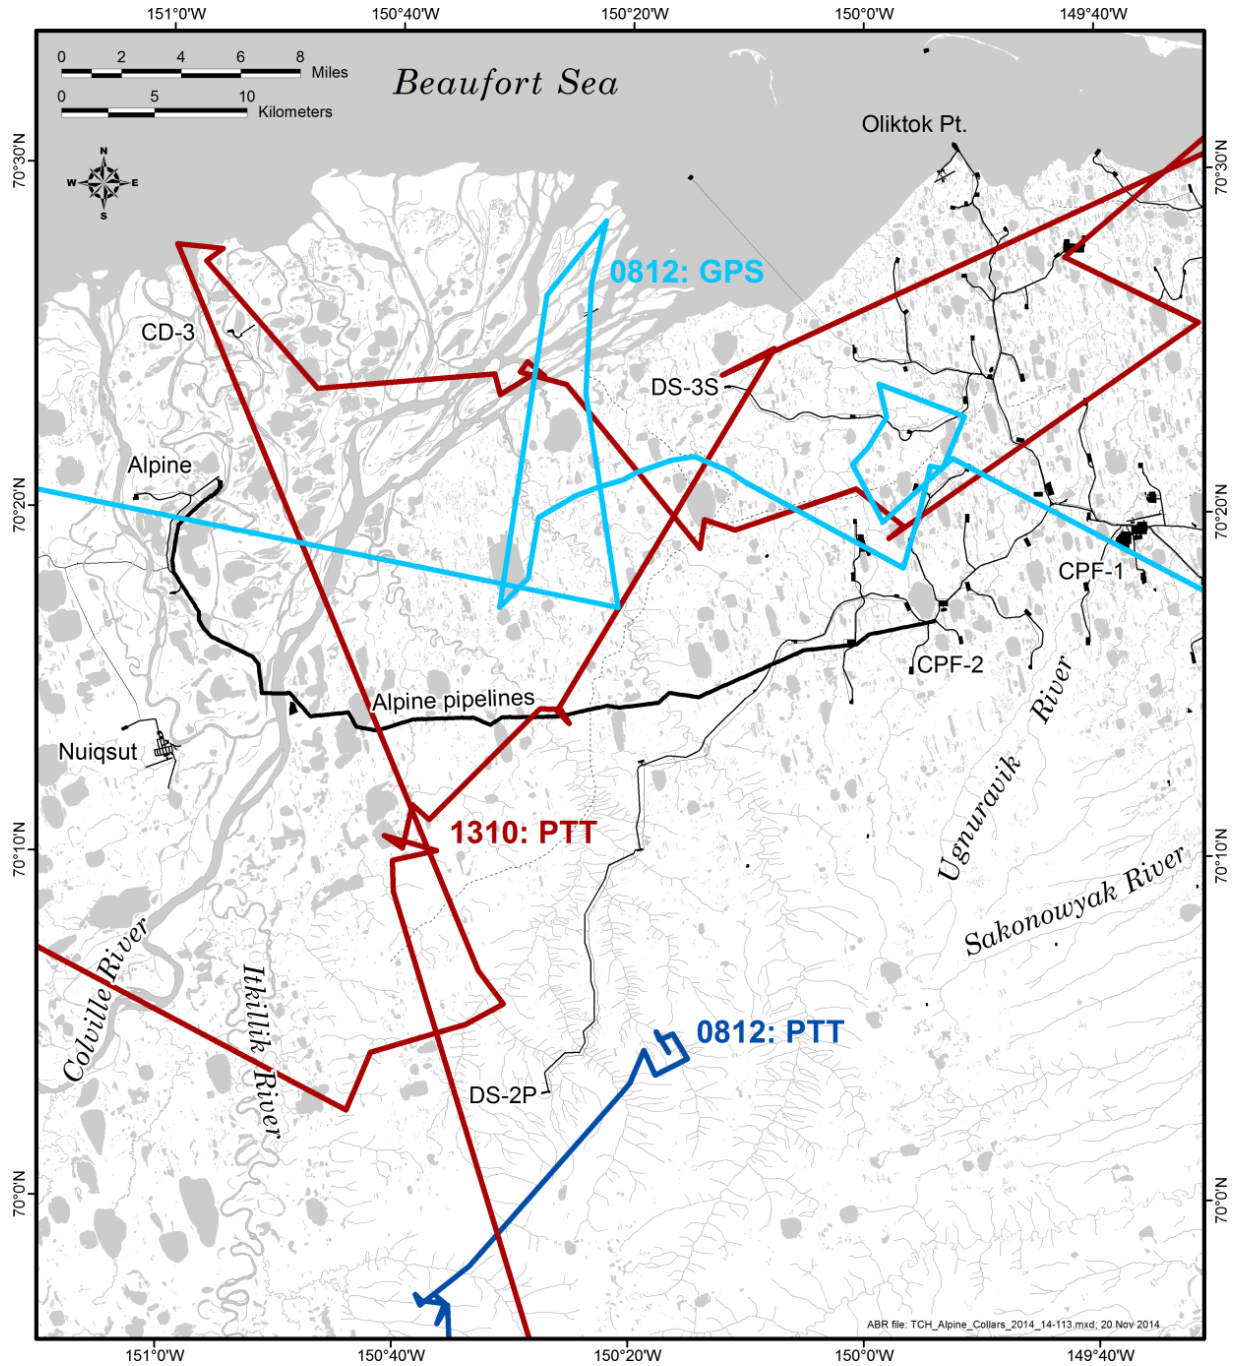 151°0'W 150°40'W 150°20'W 150°0'W 149°40'W
0 2 4 6 8 Miles
0 5 10 Kilometers
Beaufort Sea
Oliktok Pt.
N
W E
S
70°30'N 70°30'N
0812: GPS
CD-3
DS-3S
Alpine
70°20'N 70°20'N
CPF-1
CPF-2
Alpine pipelines
Nuiqsut
Ugnuravik River
1310: PTT
70°10'N 70°10'N
Sakonowyak River
Colville River
Itkillik River
0812: PTT
DS-2P
70°0'N 70°0'N
ABR file: TCH_Alpine_Collars_2014_14-113.mxd; 20 Nov 2014
151°0'W 150°40'W 150°20'W 150°0'W 149°40'W